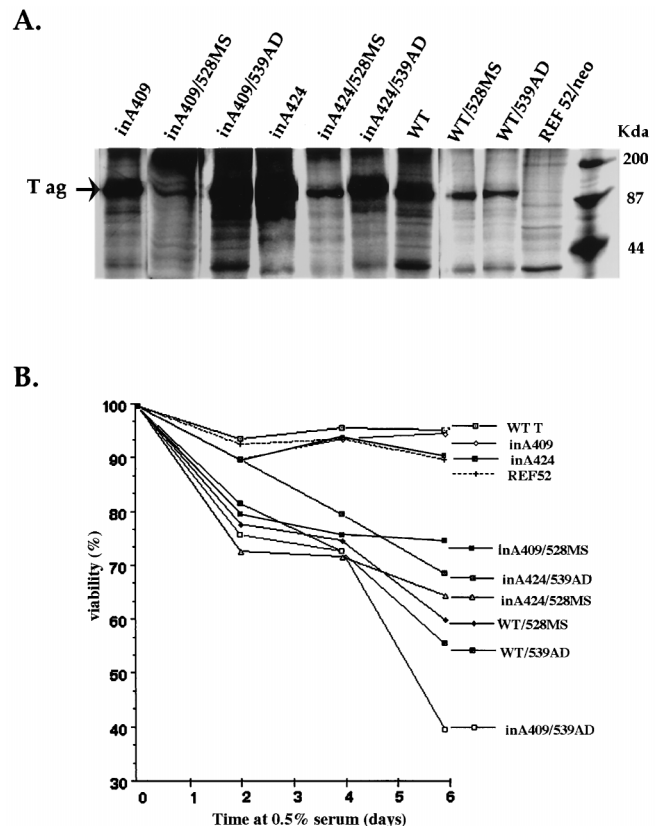 A.
inA409
inA409/528MS
inA409/539AD
inA424
inA424/528MS
inA424/539AD
WT
WT/528MS
WT/539AD
REF 52/neo
Kda
200
T ag
87
44
B.
100
90
80
70
60
50
40
30
viability (%)
0 1 2 3 4 5 6
Time at 0.5% serum (days)
WT T
inA409
inA424
REF52
inA409/528MS
inA424/539AD
inA424/528MS
WT/528MS
WT/539AD
inA409/539AD